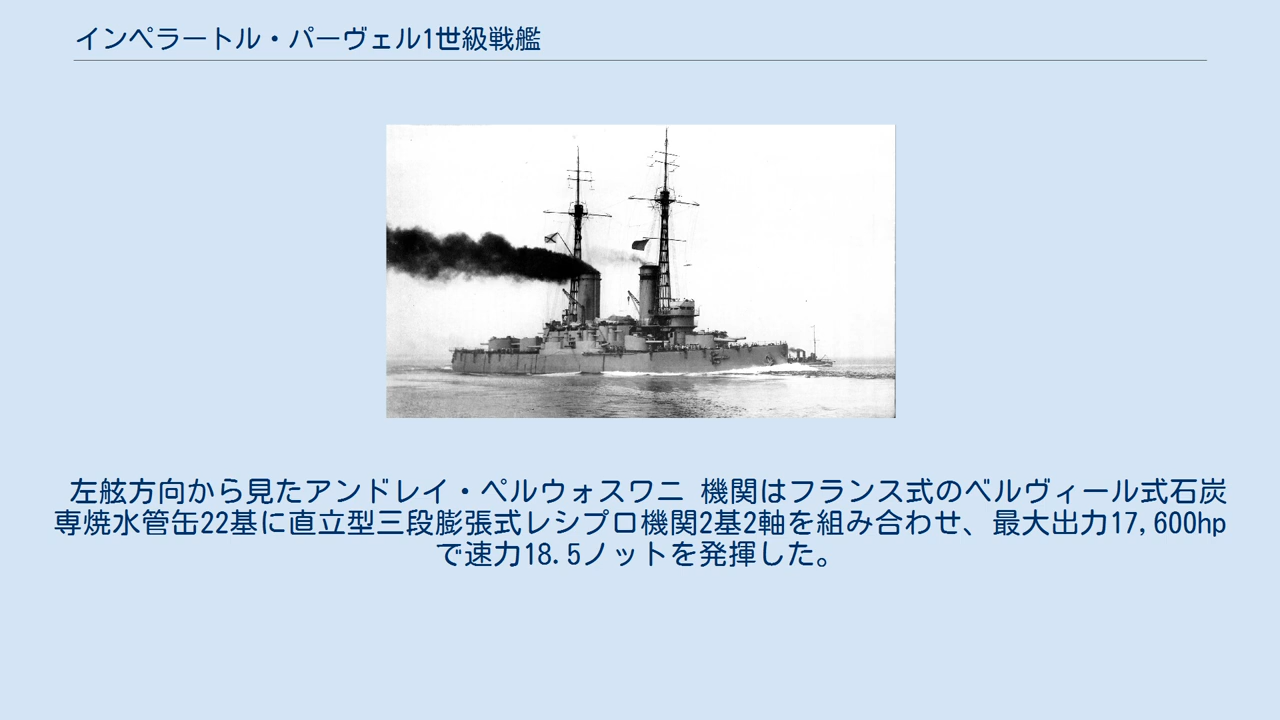 インペラートル・パーヴェル1世級戦艦
左舷方向から見たアンドレイ・ペルウォスワニ 機関はフランス式のベルヴィール式石炭
専焼水管缶22基に直立型三段膨張式レシプロ機関2基2軸を組み合わせ、最大出力17,600hp
で速力18.5ノットを発揮した。